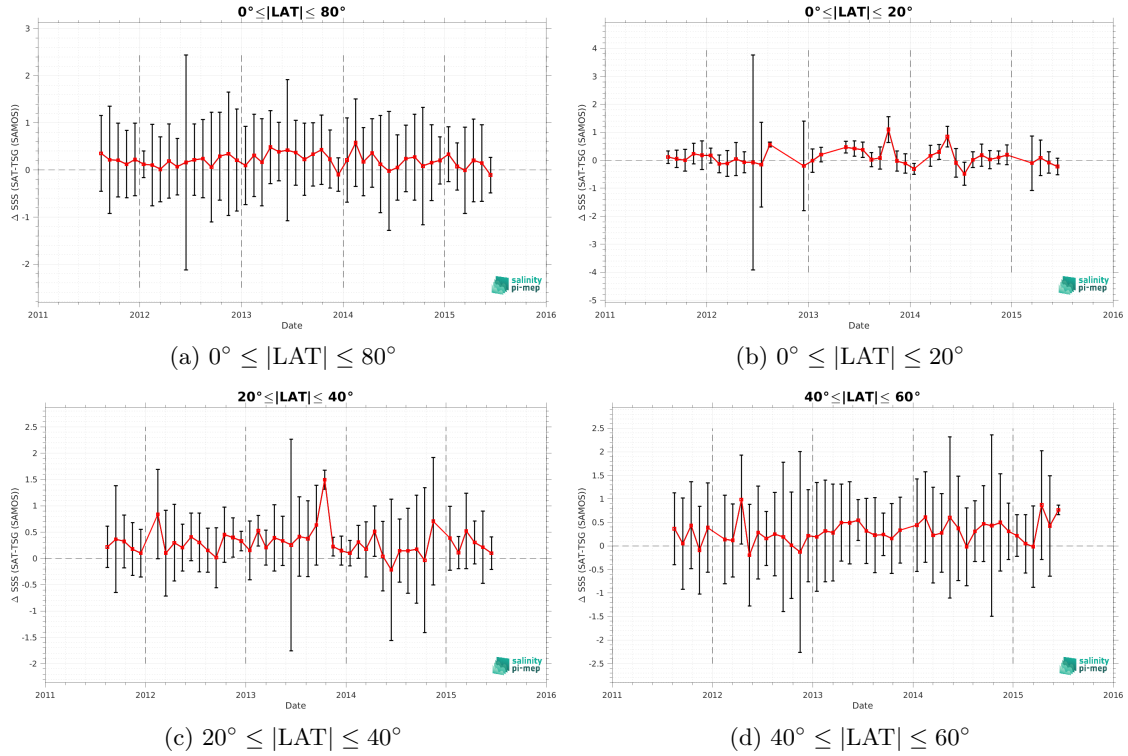 0°≤|LAT|≤ 80°
3
2
1
0
-1
-2
Δ SSS (SAT-TSG (SAMOS))
2011
2012
2013
2014
2015
2016
Date
salinity
pi-mep
(a) 0° ≤ |LAT| ≤ 80°
0°≤|LAT|≤ 20°
4
3
2
1
0
-1
-2
-3
-4
-5
Δ SSS (SAT-TSG (SAMOS))
2011
2012
2013
2014
2015
2016
Date
salinity
pi-mep
(b) 0° ≤ |LAT| ≤ 20°
20°≤|LAT|≤ 40°
2.5
2
1.5
1
0.5
0
-0.5
-1
-1.5
-2
Δ SSS (SAT-TSG (SAMOS))
2011
2012
2013
2014
2015
2016
Date
salinity
pi-mep
(c) 20° ≤ |LAT| ≤ 40°
40°≤|LAT|≤ 60°
2.5
2
1.5
1
0.5
0
-0.5
-1
-1.5
-2
-2.5
Δ SSS (SAT-TSG (SAMOS))
2011
2012
2013
2014
2015
2016
Date
salinity
pi-mep
(d) 40° ≤ |LAT| ≤ 60°